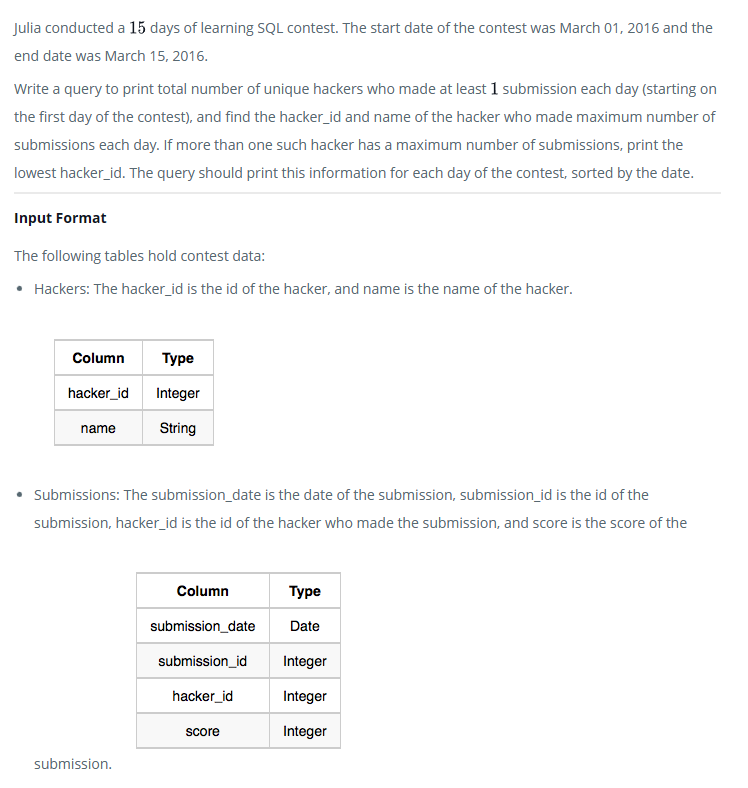 Julia conducted a 15 days of learning SQL contest. The start date of the contest was March 01, 2016 and the
end date was March 15, 2016.
Write a query to print total number of unique hackers who made at least 1 submission each day (starting on
the first day of the contest), and find the hacker_id and name of the hacker who made maximum number of
submissions each day. If more than one such hacker has a maximum number of submissions, print the
lowest hacker_id. The query should print this information for each day of the contest, sorted by the date.
Input Format
The following tables hold contest data:
• Hackers: The hacker_id is the id of the hacker, and name is the name of the hacker.
Column Type
hacker_id Integer
name String
• Submissions: The submission_date is the date of the submission, submission_id is the id of the
submission, hacker_id is the id of the hacker who made the submission, and score is the score of the
Column Type
submission_date Date
submission_id Integer
hacker_id Integer
score Integer
submission.